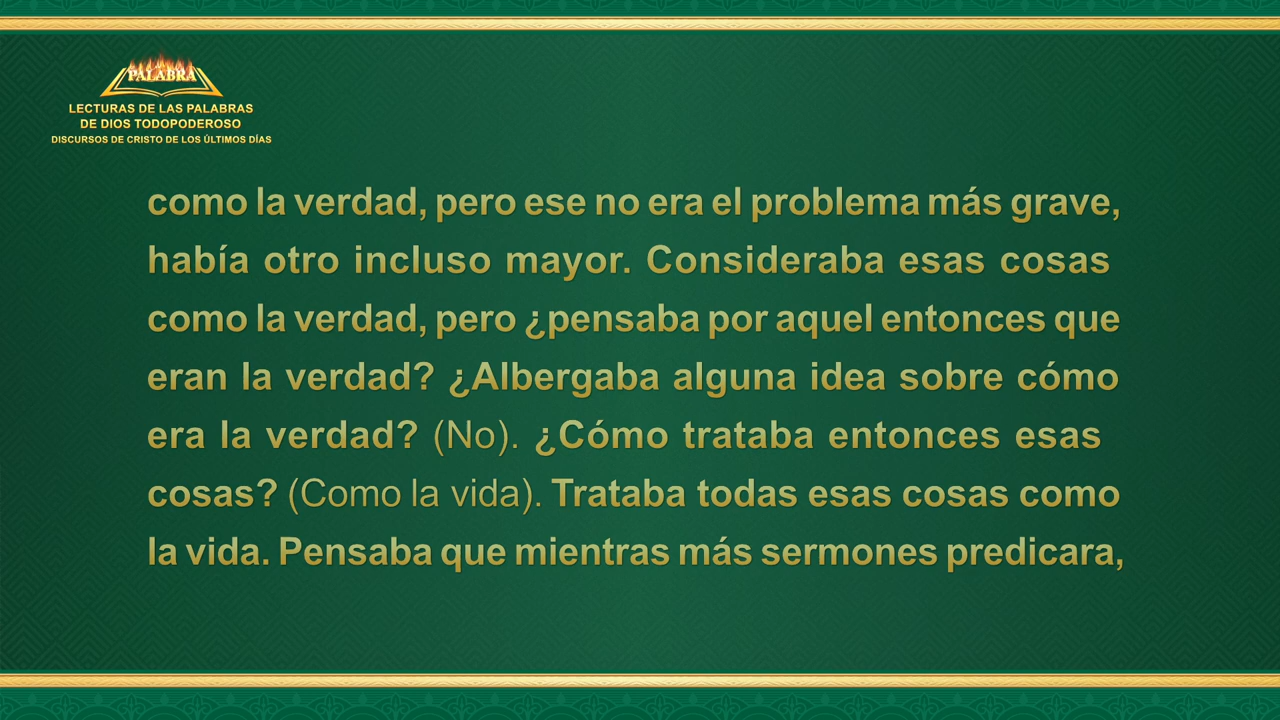 PALABRA
LECTURAS DE LAS PALABRAS
DE DIOS TODOPODEROSO
DISCURSOS DE CRISTO DE LOS ÚLTIMOS DÍAS
como la verdad, pero ese no era el problema más grave,
había otro incluso mayor. Consideraba esas cosas
como la verdad, pero ¿pensaba por aquel entonces que
eran la verdad? ¿Albergaba alguna idea sobre cómo
era la verdad? (No). ¿Cómo trataba entonces esas
cosas? (Como la vida). Trataba todas esas cosas como
la vida. Pensaba que mientras más sermones predicara,